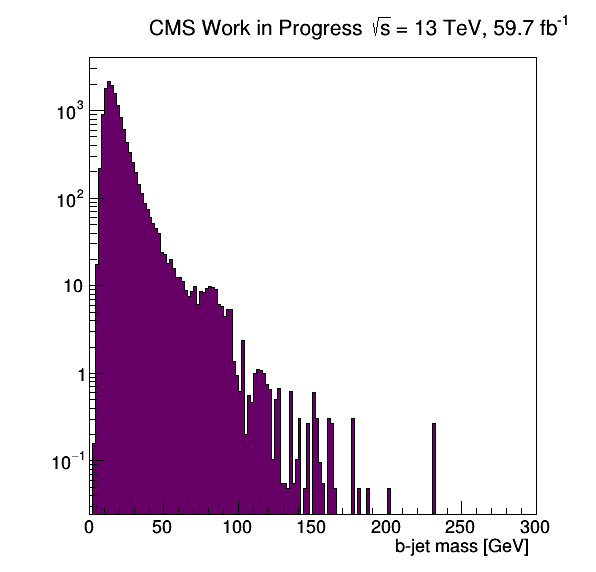 CMS Work in Progress √s = 13 TeV, 59.7 fb⁻¹
10³
10²
10
1
10⁻¹
0 50 100 150 200 250 300
b-jet mass [GeV]